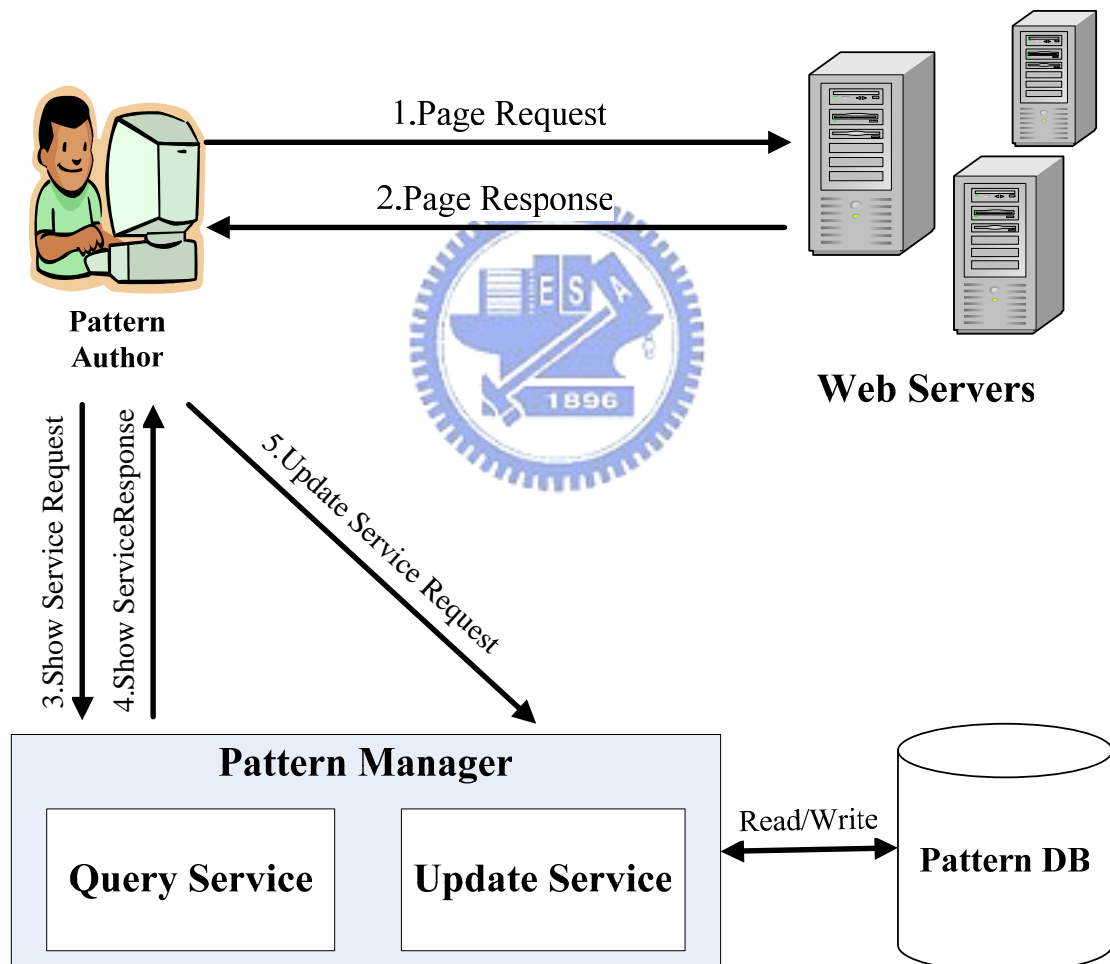 1.Page Request
2.Page Response
E S A
1896
Pattern
Author
Web Servers
3.Show Service Request
4.Show ServiceResponse
5.Update Service Request
Pattern Manager
Query Service
Update Service
Read/Write
Pattern DB